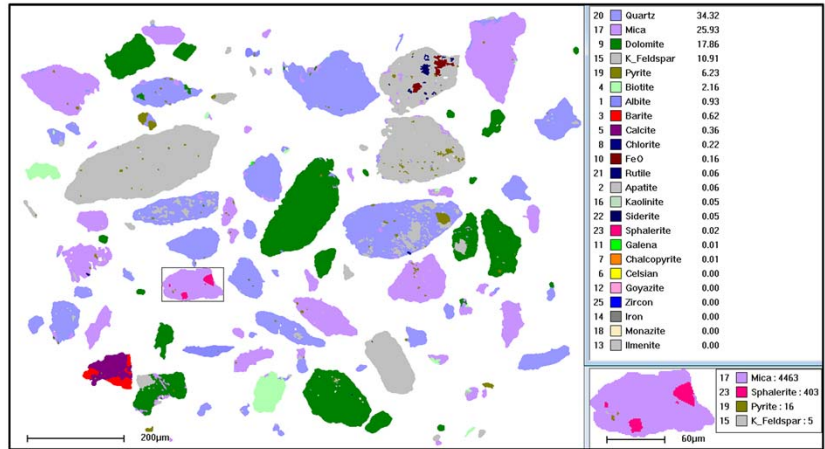 20 Quartz 34.32
17 Mica 25.93
9 Dolomite 17.86
15 K_Feldspar 10.91
19 Pyrite 6.23
4 Biotite 2.16
1 Albite 0.93
3 Barite 0.62
5 Calcite 0.36
8 Chlorite 0.22
10 FeO 0.16
21 Rutile 0.06
2 Apatite 0.06
16 Kaolinite 0.05
22 Siderite 0.05
23 Sphalerite 0.02
11 Galena 0.01
7 Chalcopyrite 0.01
6 Celsian 0.00
12 Goyazite 0.00
25 Zircon 0.00
14 Iron 0.00
18 Monazite 0.00
13 Ilmenite 0.00
17 Mica : 4463
23 Sphalerite : 403
19 Pyrite : 16
15 K_Feldspar : 5
200µm
60µm